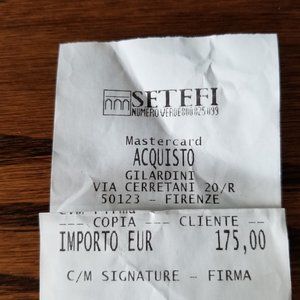 SETEFI
NUMERO VERDE 800 825 099
Mastercard
ACQUISTO
GILARDINI
VIA CERRETANI 20/R
50123 - FIRENZE
C/M Firma
-- COPIA -- CLIENTE --
IMPORTO EUR 175,00
C/M SIGNATURE - FIRMA